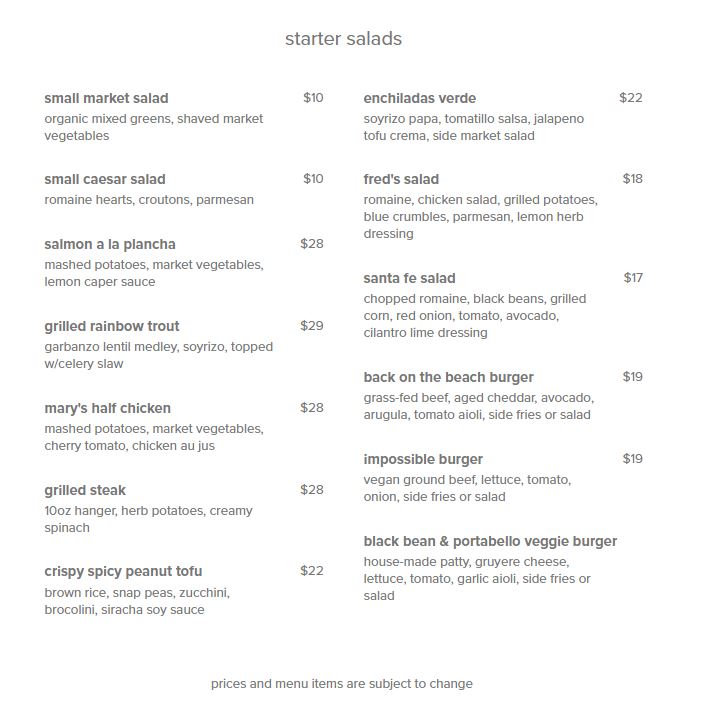 starter salads
small market salad $10
organic mixed greens, shaved market
vegetables
small caesar salad $10
romaine hearts, croutons, parmesan
salmon a la plancha $28
mashed potatoes, market vegetables,
lemon caper sauce
grilled rainbow trout $29
garbanzo lentil medley, soyrizo, topped
w/celery slaw
mary's half chicken $28
mashed potatoes, market vegetables,
cherry tomato, chicken au jus
grilled steak $28
10oz hanger, herb potatoes, creamy
spinach
crispy spicy peanut tofu $22
brown rice, snap peas, zucchini,
brocolini, siracha soy sauce
enchiladas verde $22
soyrizo papa, tomatillo salsa, jalapeno
tofu crema, side market salad
fred's salad $18
romaine, chicken salad, grilled potatoes,
blue crumbles, parmesan, lemon herb
dressing
santa fe salad $17
chopped romaine, black beans, grilled
corn, red onion, tomato, avocado,
cilantro lime dressing
back on the beach burger $19
grass-fed beef, aged cheddar, avocado,
arugula, tomato aioli, side fries or salad
impossible burger $19
vegan ground beef, lettuce, tomato,
onion, side fries or salad
black bean & portabello veggie burger
house-made patty, gruyere cheese,
lettuce, tomato, garlic aioli, side fries or
salad
prices and menu items are subject to change